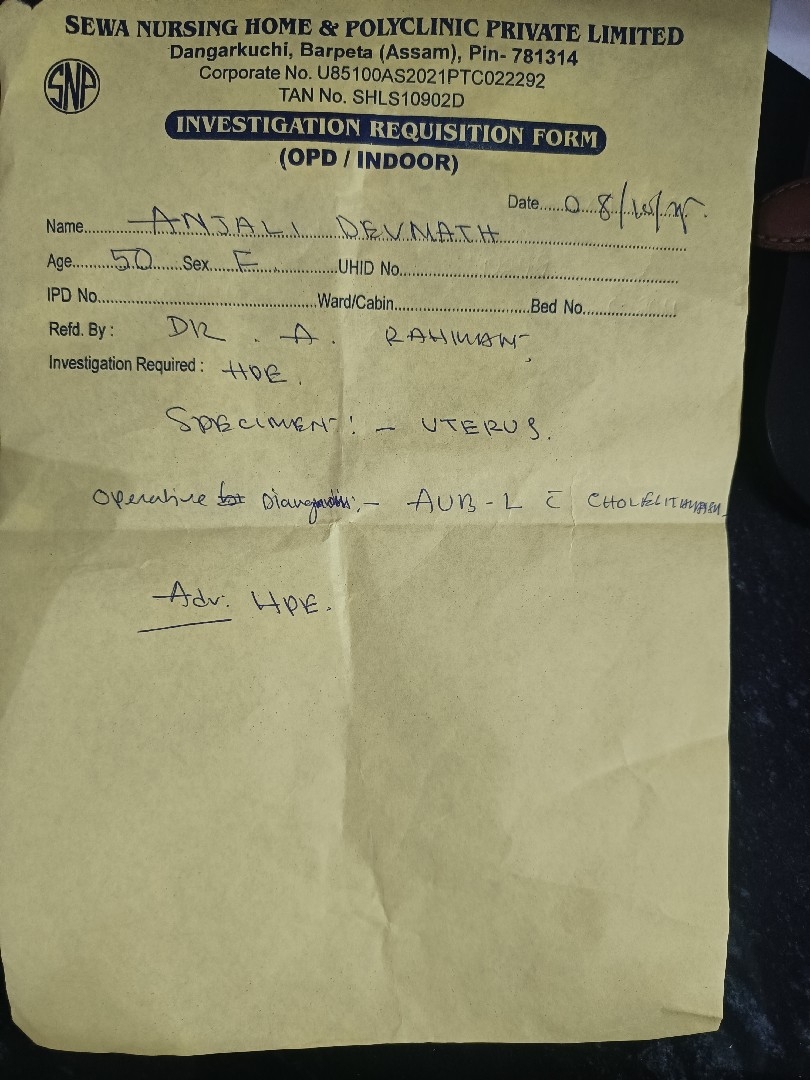 SEWA NURSING HOME & POLYCLINIC PRIVATE LIMITED
Dangarkuchi, Barpeta (Assam), Pin- 781314
Corporate No. U85100AS2021PTC022292
TAN No. SHLS10902D
SNP
INVESTIGATION REQUISITION FORM
(OPD / INDOOR)
Date..... 08/
Name..... ANJALI DEVNATH
Age..... 50 Sex. F .....UHID No.....
IPD No.....Ward/Cabin.....Bed No.....
Refd. By : DR. A. RAHMAN
Investigation Required : HPE.
SPECIMEN :- UTERUS.
Operative :- AUB-L c̄
Adv. HPE.